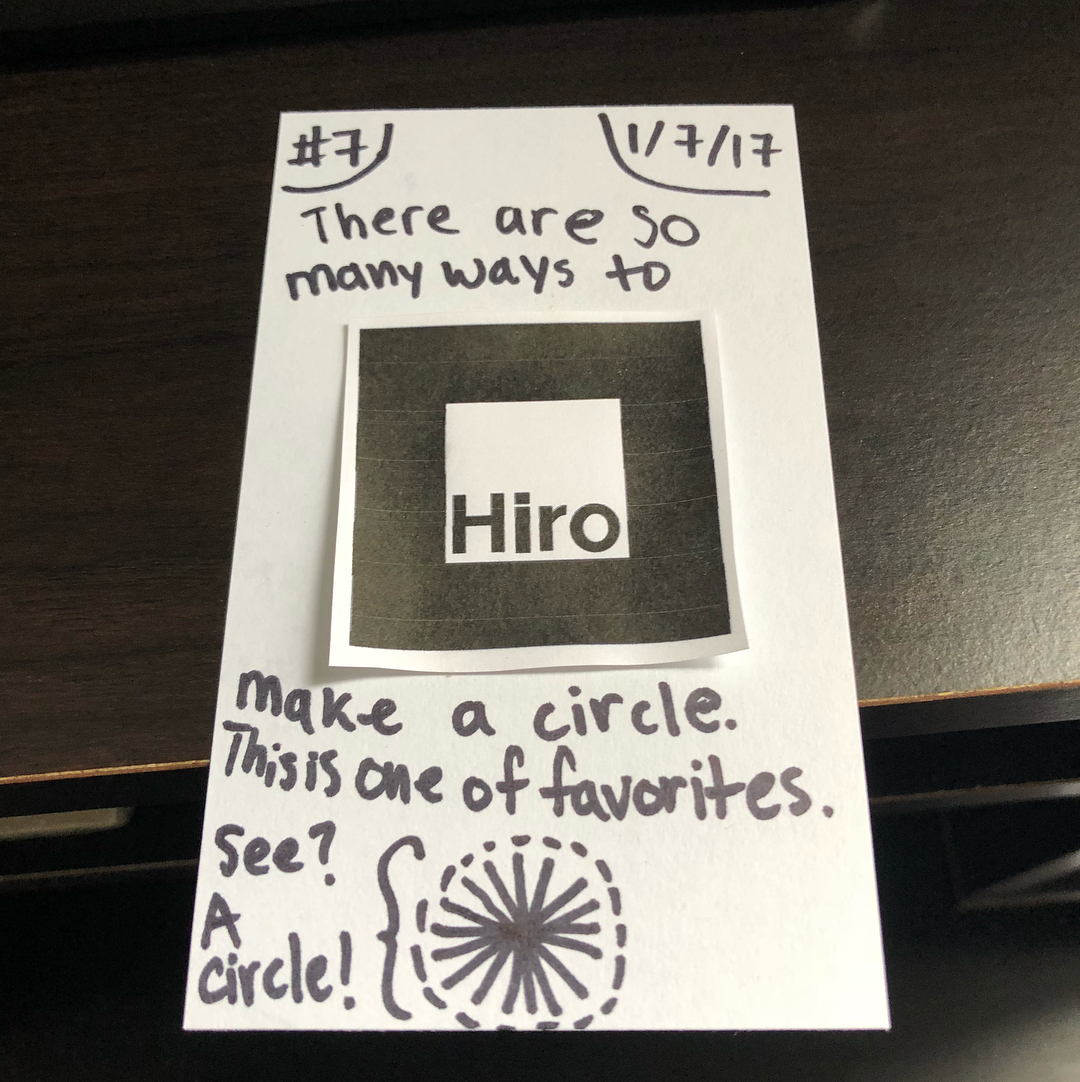 #7
1/7/17
There are so
many ways to
Hiro
make a circle.
This is one of favorites.
See?
A
circle!